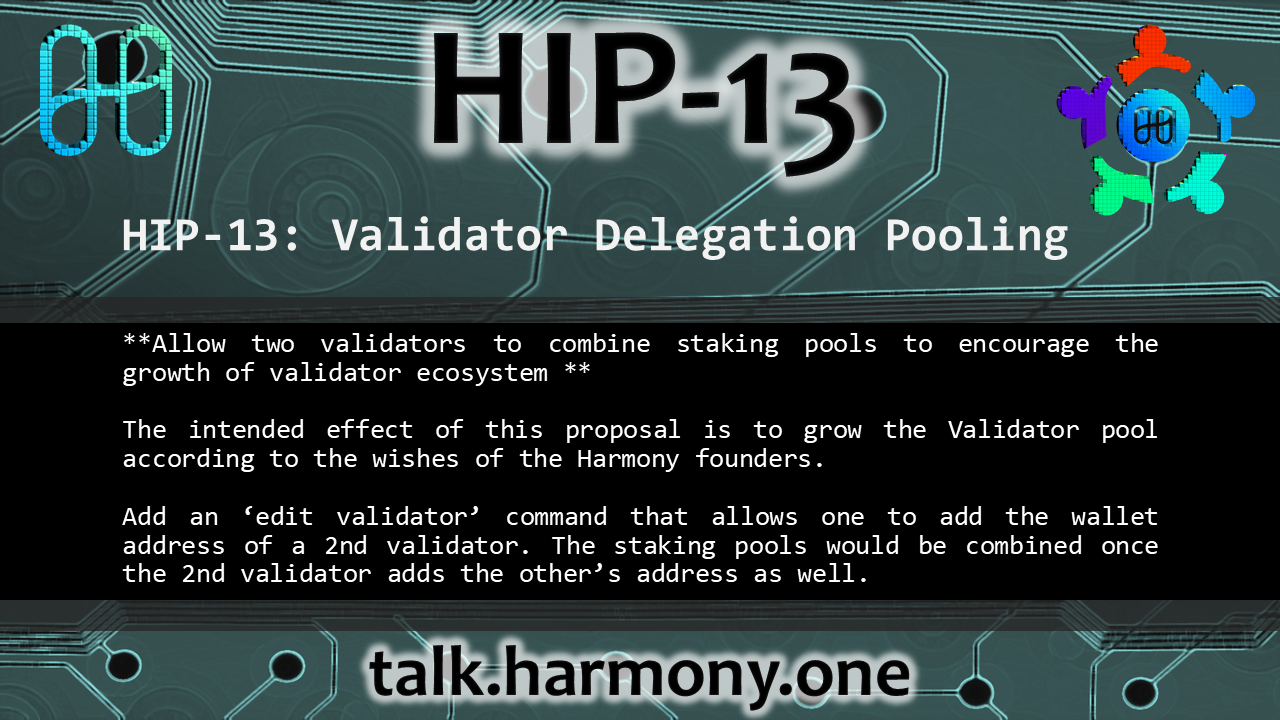 HIP-13
HIP-13: Validator Delegation Pooling
**Allow two validators to combine staking pools to encourage the
growth of validator ecosystem **
The intended effect of this proposal is to grow the Validator pool
according to the wishes of the Harmony founders.
Add an ‘edit validator’ command that allows one to add the wallet
address of a 2nd validator. The staking pools would be combined once
the 2nd validator adds the other’s address as well.
talk.harmony.one